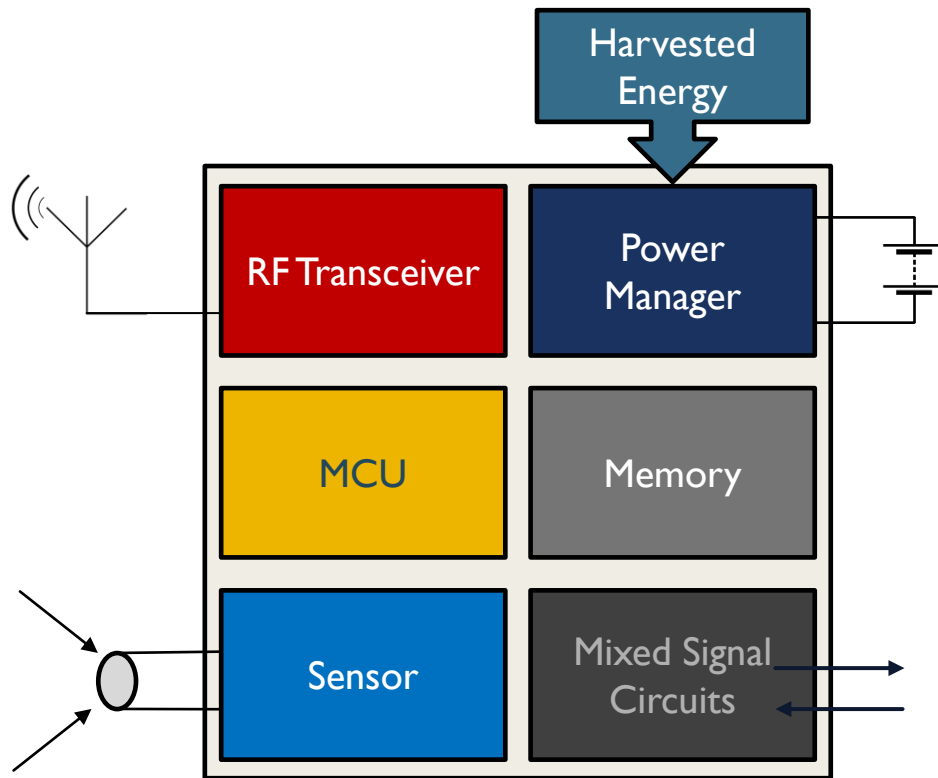 Harvested
Energy
RF Transceiver
Power
Manager
MCU
Memory
Sensor
Mixed Signal
Circuits